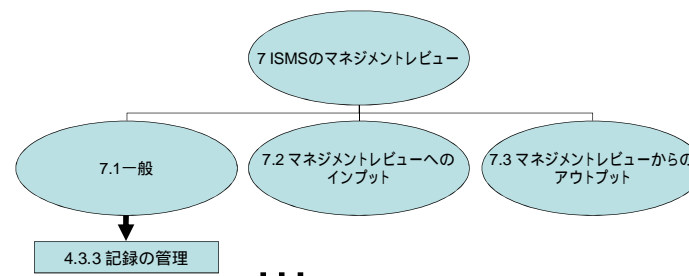 7 ISMSのマネジメントレビュー
7.1一般
7.2 マネジメントレビューへの
インプット
7.3 マネジメントレビューからの
アウトプット
4.3.3 記録の管理
...